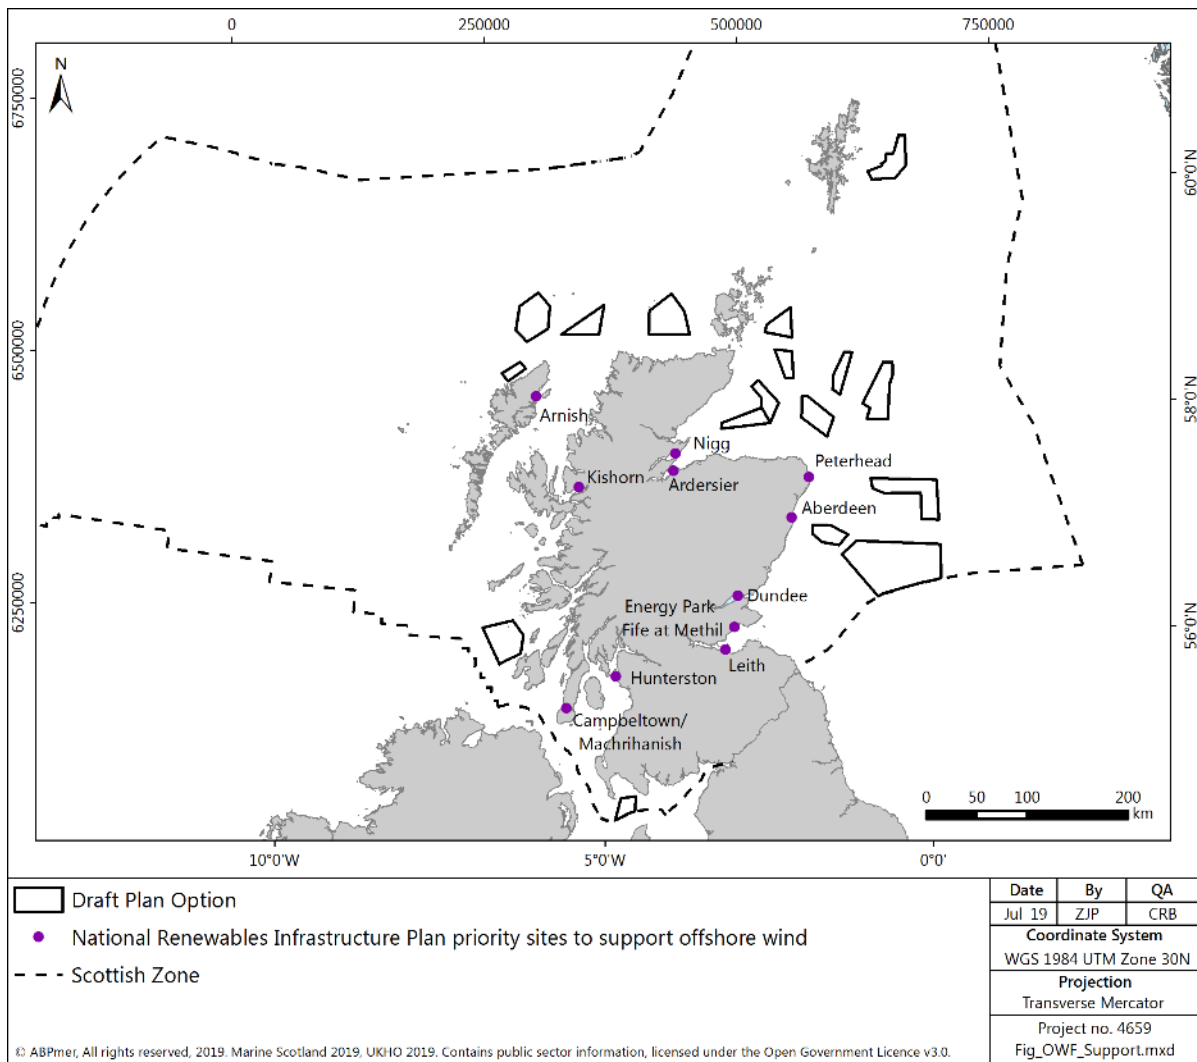 0
250000
500000
750000
N
6750000
6500000
6250000
60°0'N
58°0'N
56°0'N
Arnish
Nigg
Kishorn
Ardersier
Peterhead
Aberdeen
Dundee
Energy Park
Fife at Methil
Leith
Hunterston
Campbeltown/
Machrihanish
0 50 100 200
km
10°0'W
5°0'W
0°0'
Draft Plan Option
National Renewables Infrastructure Plan priority sites to support offshore wind
Scottish Zone
Date By QA
Jul 19 ZJP CRB
Coordinate System
WGS 1984 UTM Zone 30N
Projection
Transverse Mercator
Project no. 4659
Fig_OWF_Support.mxd
© ABPmer, All rights reserved, 2019. Marine Scotland 2019, UKHO 2019. Contains public sector information, licensed under the Open Government Licence v3.0.